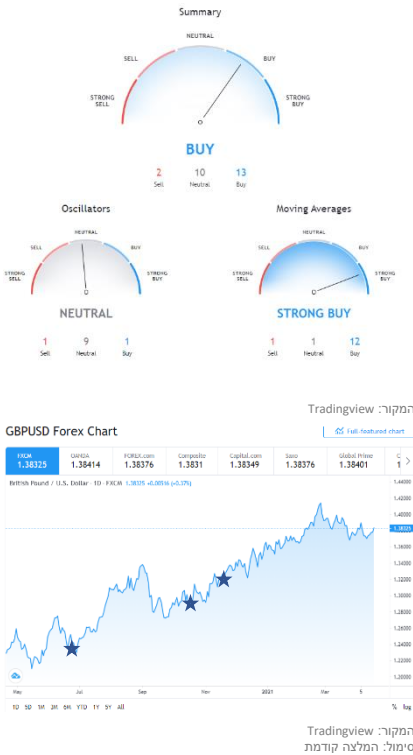 Summary
NEUTRAL
SELL BUY
STRONG SELL STRONG BUY
BUY
2 10 13
Sell Neutral Buy
Oscillators Moving Averages
NEUTRAL NEUTRAL
SELL BUY SELL BUY
STRONG SELL STRONG BUY STRONG SELL STRONG BUY
NEUTRAL STRONG BUY
1 9 1 1 1 12
Sell Neutral Buy Sell Neutral Buy
המקור: Tradingview
GBPUSD Forex Chart Full-featured chart
FXCM OANDA FOREX.com Composite Capital.com Saxo Global Prime
1.38325 1.38414 1.38376 1.3831 1.38349 1.38376 1.38401
British Pound / U.S. Dollar · 1D · FXCM 1.38325 +0.00516 (+0.37%)
1.44000
1.42000
1.40000
1.38325
1.36000
1.34000
1.32000
1.30000
1.28000
1.26000
1.24000
1.22000
1.20000
May Jul Sep Nov 2021 Mar
1D 5D 1M 3M 6M YTD 1Y 5Y All % log
המקור: Tradingview
סימול: המלצה קודמת